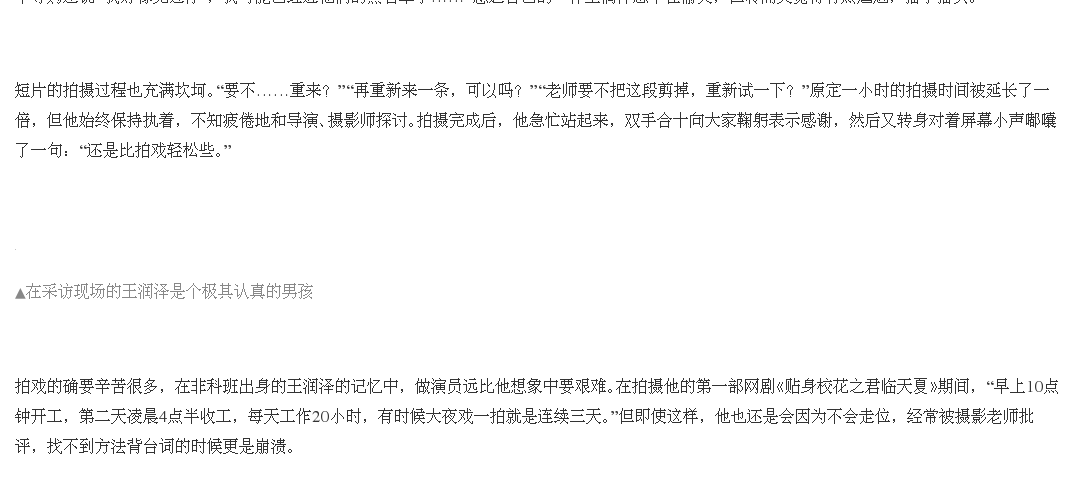 短片的拍摄过程也充满坎坷。“要不……重来？”“再重新来一条，可以吗？”“老师要不把这段剪掉，重新试一下？”原定一小时的拍摄时间被延长了一
倍，但他始终保持执着，不知疲倦地和导演、摄影师探讨。拍摄完成后，他急忙站起来，双手合十向大家鞠躬表示感谢，然后又转身对着屏幕小声嘟囔
了一句：“还是比拍戏轻松些。”
▲在采访现场的王润泽是个极其认真的男孩
拍戏的确要辛苦很多，在非科班出身的王润泽的记忆中，做演员远比他想象中要艰难。在拍摄他的第一部网剧《贴身校花之君临天夏》期间，“早上10点
钟开工，第二天凌晨4点半收工，每天工作20小时，有时候大夜戏一拍就是连续三天。”但即使这样，他也还是会因为不会走位，经常被摄影老师批
评，找不到方法背台词的时候更是崩溃。